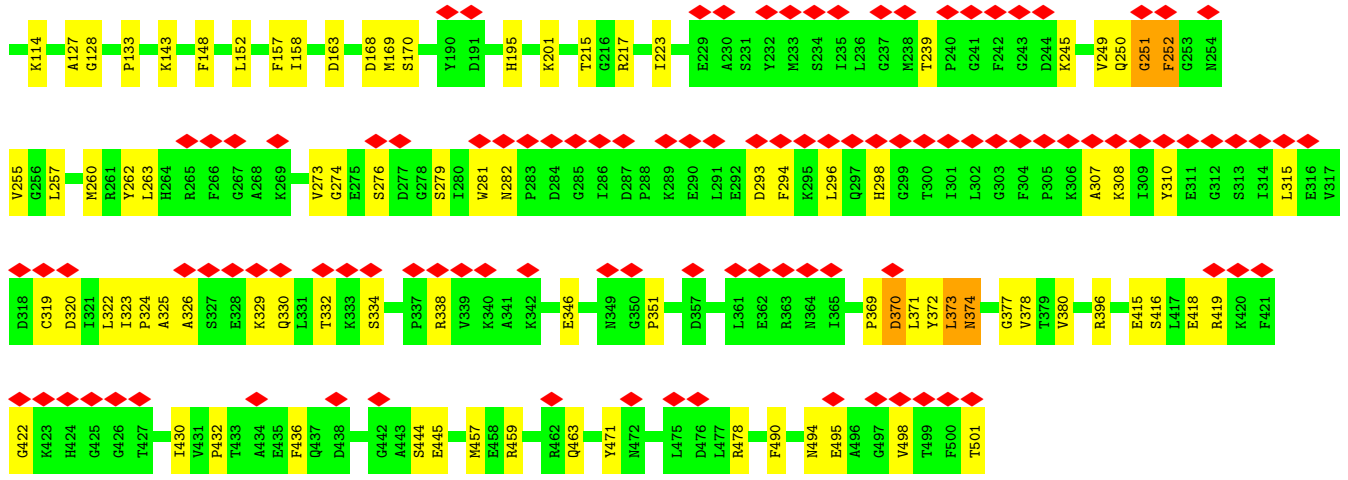 K114 A127 G128 P133 K143 F148 L152 F157 I158 D163 D168 M169 S170 Y190 D191 H195 K201 T215 G216 R217 I223 E229 A230 S231 Y232 M233 S234 I235 L236 G237 M238 T239 P240 G241 F242 G243 D244 K245 V249 Q250 G251 F252 G253 N254
V255 G256 L257 M260 R261 Y262 L263 H264 R265 F266 G267 A268 K269 V273 G274 E275 S276 D277 G278 S279 I280 W281 N282 P283 D284 G285 I286 D287 P288 K289 E290 L291 E292 D293 F294 K295 L296 Q297 H298 G299 T300 I301 L302 G303 F304 P305 K306 A307 K308 I309 Y310 E311 G312 S313 I314 L315 E316 V317
D318 C319 D320 I321 L322 I323 P324 A325 A326 S327 E328 K329 Q330 L331 T332 K333 S334 P337 R338 V339 K340 A341 K342 E346 N349 G350 P351 D357 L361 E362 R363 N364 I365 P369 D370 L371 Y372 L373 N374 G377 V378 T379 V380 R396 E415 S416 L417 E418 R419 K420 F421
G422 K423 H424 G425 G426 T427 I430 V431 P432 T433 A434 E435 F436 Q437 D438 G442 A443 S444 E445 M457 E458 R459 R462 Q463 Y471 N472 L475 D476 L477 R478 F490 N494 E495 A496 G497 V498 T499 F500 T501